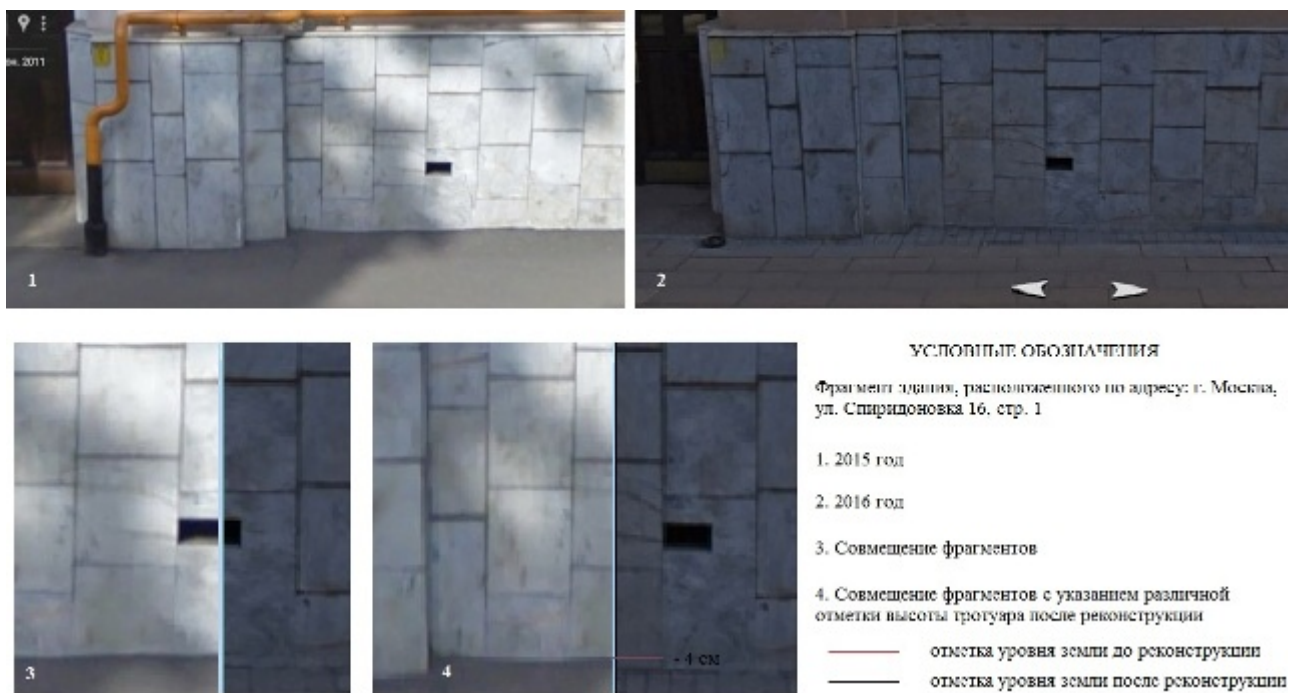 2011
1
2
3
4
- 4 см
УСЛОВНЫЕ ОБОЗНАЧЕНИЯ
Фрагмент здания, расположенного по адресу: г. Москва,
ул. Спиридоновка 16, стр. 1
1. 2015 год
2. 2016 год
3. Совмещение фрагментов
4. Совмещение фрагментов с указанием различной
отметки высоты тротуара после реконструкции
отметка уровня земли до реконструкции
отметка уровня земли после реконструкции